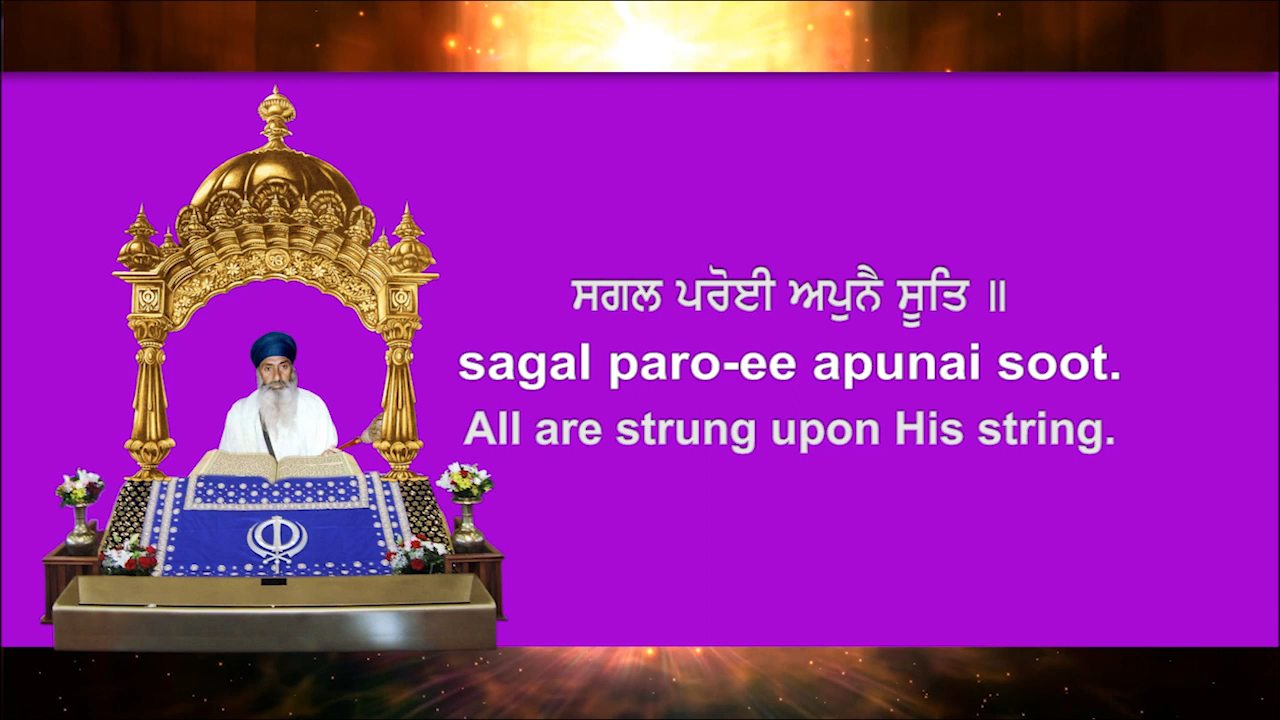 ਸਗਲ ਪਰੋਈ ਅਪੁਨੈ ਸੂਤਿ ॥
sagal paro-ee apunai soot.
All are strung upon His string.